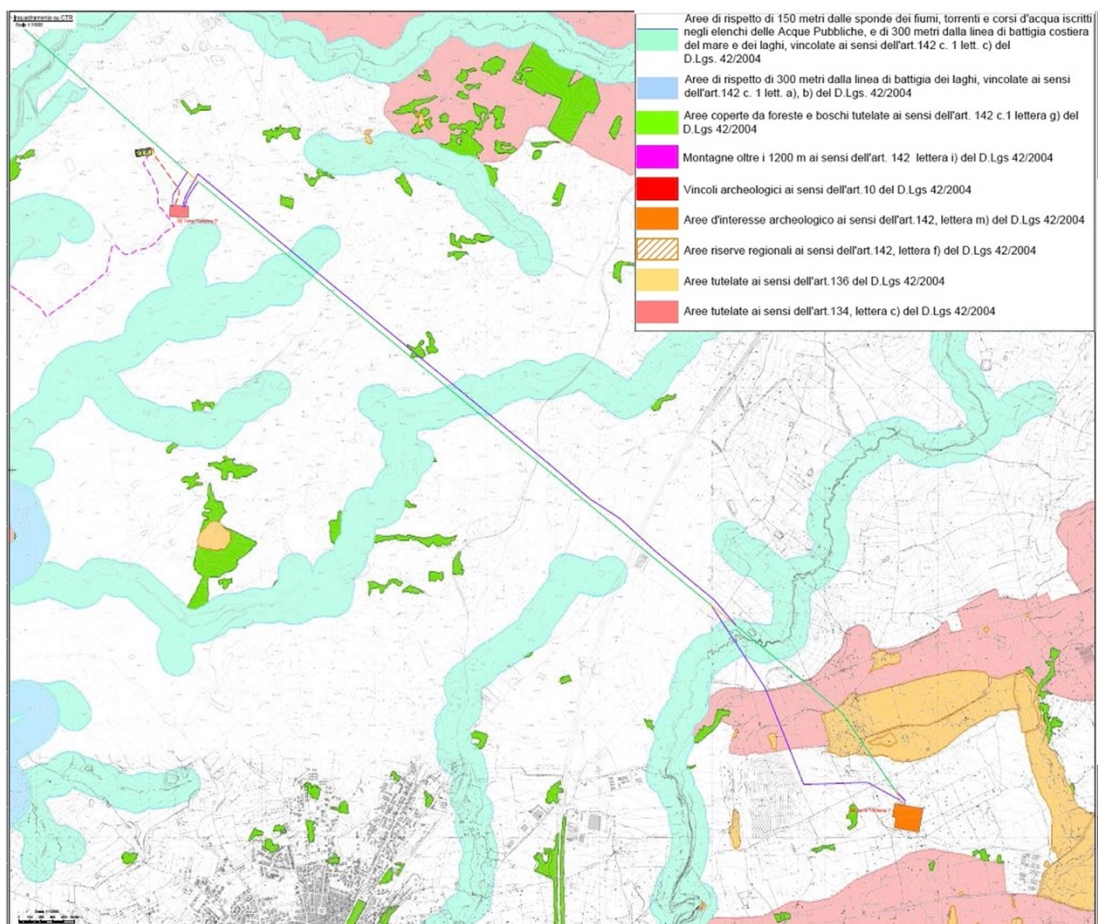 Inquadramento su CTR
Scala 1:10000
Aree di rispetto di 150 metri dalle sponde dei fiumi, torrenti e corsi d'acqua iscritti
negli elenchi delle Acque Pubbliche, e di 300 metri dalla linea di battigia costiera
del mare e dei laghi, vincolate ai sensi dell'art.142 c. 1 lett. c) del
D.Lgs. 42/2004
Aree di rispetto di 300 metri dalla linea di battigia dei laghi, vincolate ai sensi
dell'art.142 c. 1 lett. a), b) del D.Lgs. 42/2004
Aree coperte da foreste e boschi tutelate ai sensi dell'art. 142 c.1 lettera g) del
D.Lgs 42/2004
Montagne oltre i 1200 m ai sensi dell'art. 142  lettera i) del D.Lgs 42/2004
Vincoli archeologici ai sensi dell'art.10 del D.Lgs 42/2004
Aree d'interesse archeologico ai sensi dell'art.142, lettera m) del D.Lgs 42/2004
Aree riserve regionali ai sensi dell'art.142, lettera f) del D.Lgs 42/2004
Aree tutelate ai sensi dell'art.136 del D.Lgs 42/2004
Aree tutelate ai sensi dell'art.134, lettera c) del D.Lgs 42/2004